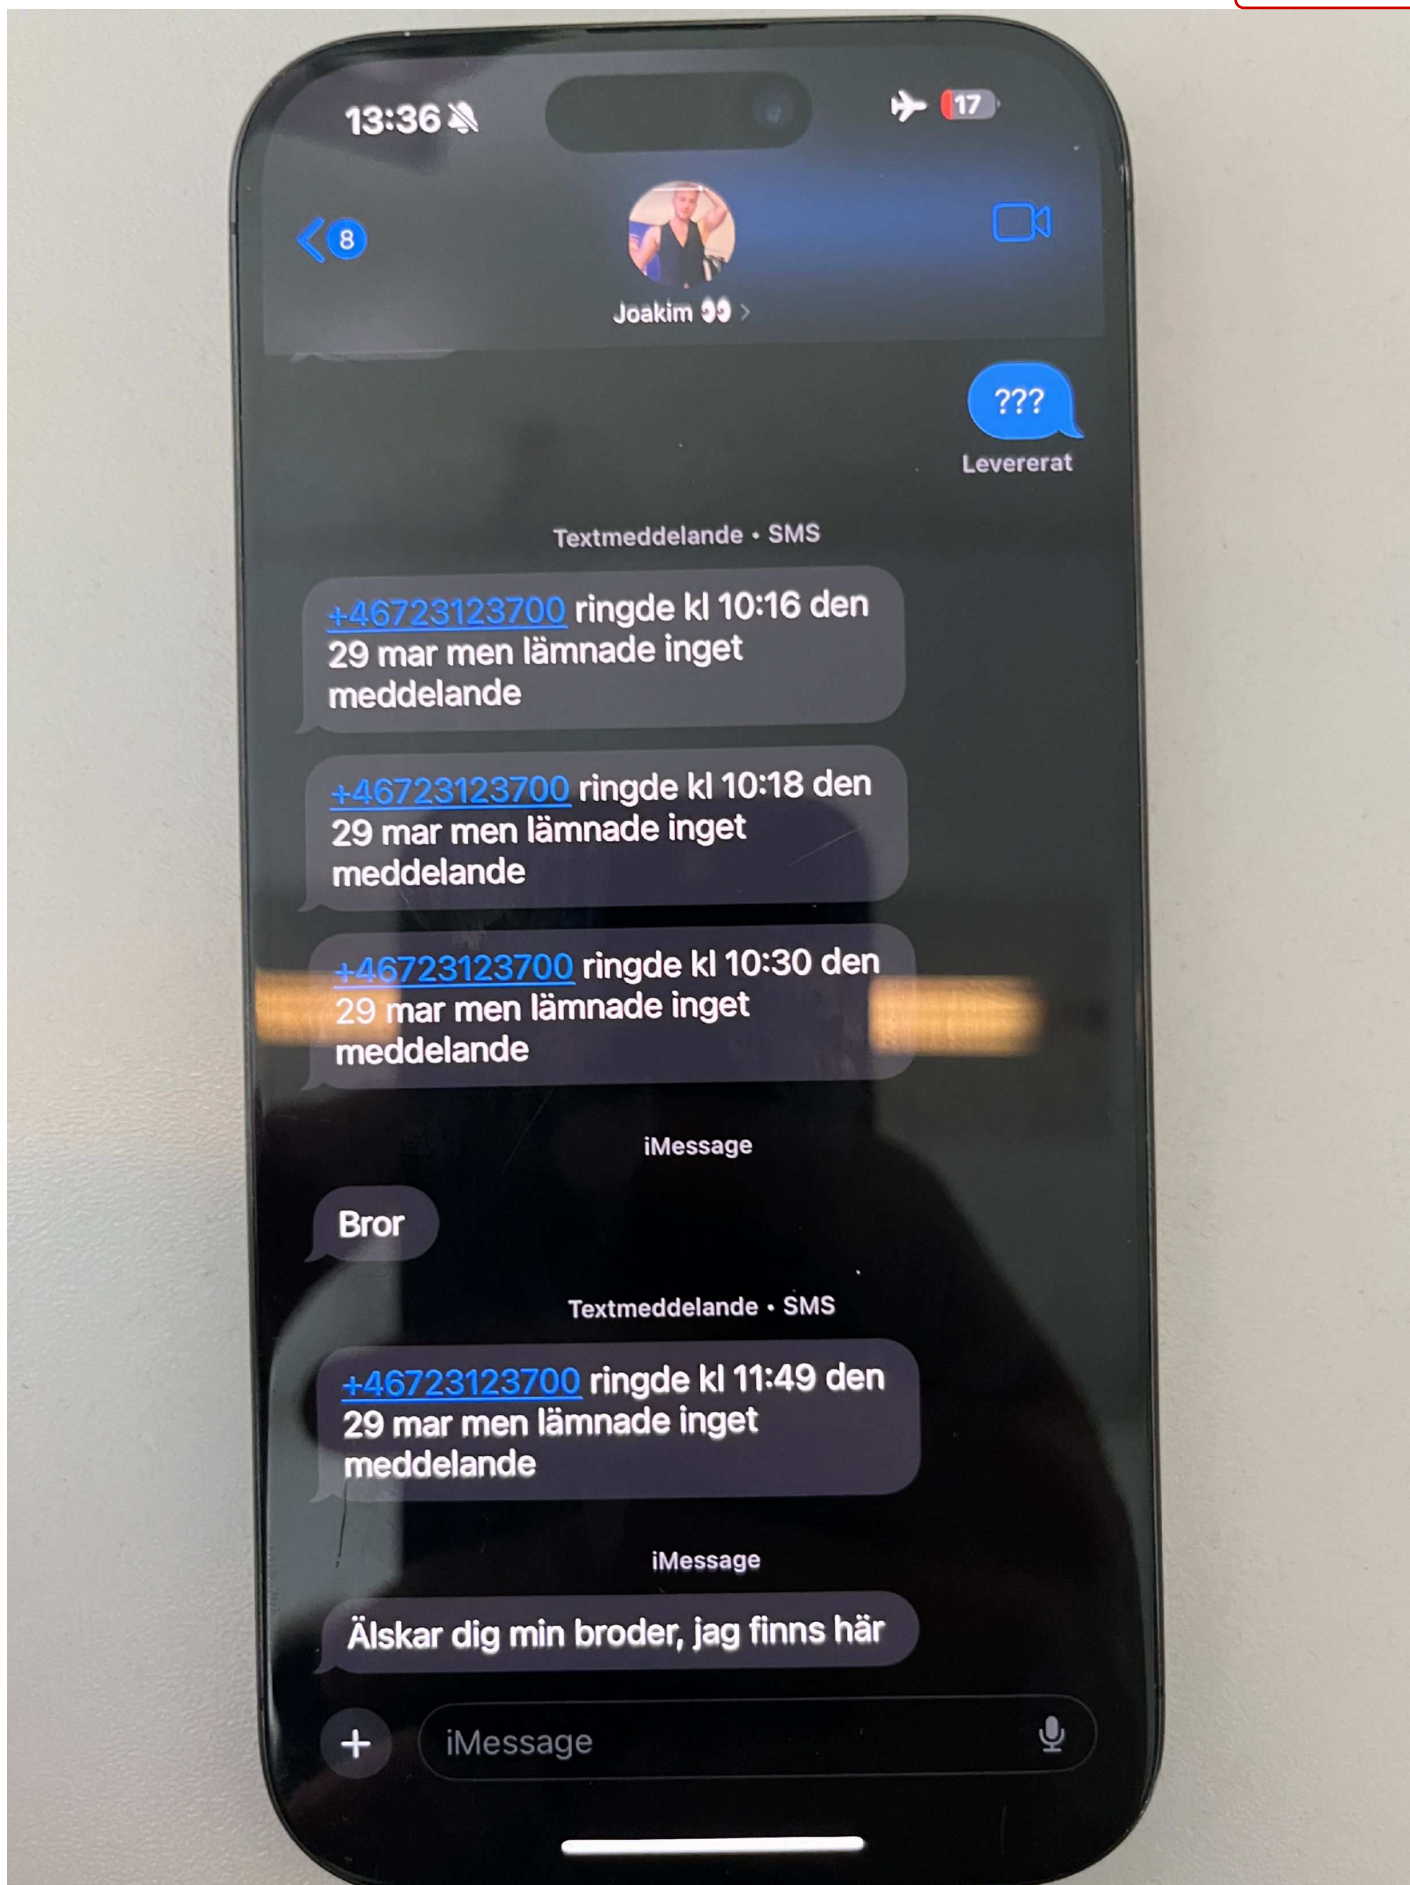 13:36
17
8
Joakim 👀 >
???
Levererat
Textmeddelande • SMS
+46723123700 ringde kl 10:16 den
29 mar men lämnade inget
meddelande
+46723123700 ringde kl 10:18 den
29 mar men lämnade inget
meddelande
+46723123700 ringde kl 10:30 den
29 mar men lämnade inget
meddelande
iMessage
Bror
Textmeddelande • SMS
+46723123700 ringde kl 11:49 den
29 mar men lämnade inget
meddelande
iMessage
Älskar dig min broder, jag finns här
+ iMessage